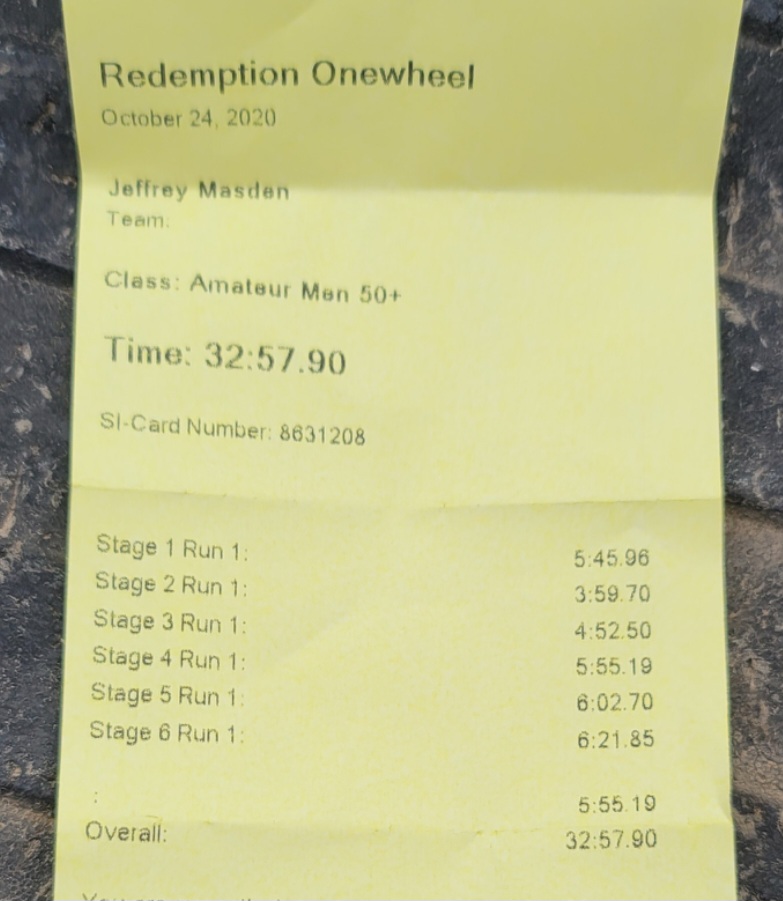 Redemption Onewheel
October 24, 2020
Jeffrey Masden
Team:
Class: Amateur Men 50+
Time: 32:57.90
SI-Card Number: 8631208
Stage 1 Run 1: 5:45.96
Stage 2 Run 1: 3:59.70
Stage 3 Run 1: 4:52.50
Stage 4 Run 1: 5:55.19
Stage 5 Run 1: 6:02.70
Stage 6 Run 1: 6:21.85
: 5:55.19
Overall: 32:57.90